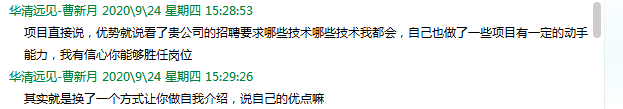 华清远见-曹新月 2020\9\24 星期四 15:28:53
项目直接说，优势就说看了贵公司的招聘要求哪些技术哪些技术我都会，自己也做了一些项目有一定的动手
能力，我有信心你能够胜任岗位
华清远见-曹新月 2020\9\24 星期四 15:29:26
其实就是换了一个方式让你做自我介绍，说自己的优点嘛